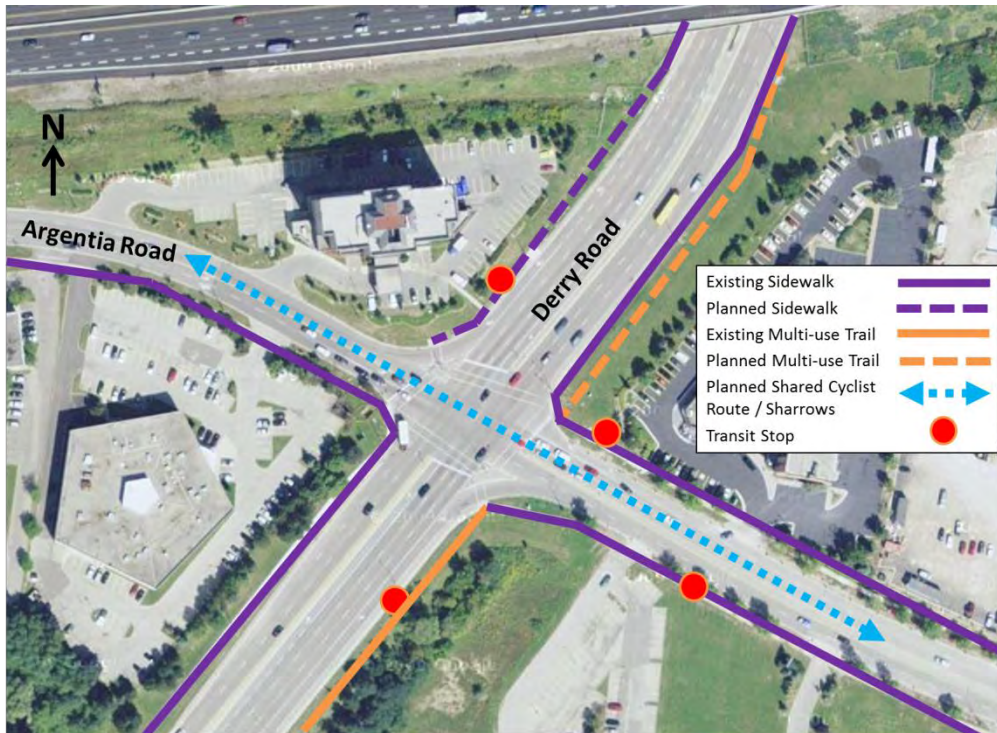 N
Argentia Road
Derry Road
Existing Sidewalk
Planned Sidewalk
Existing Multi-use Trail
Planned Multi-use Trail
Planned Shared Cyclist
Route / Sharrows
Transit Stop